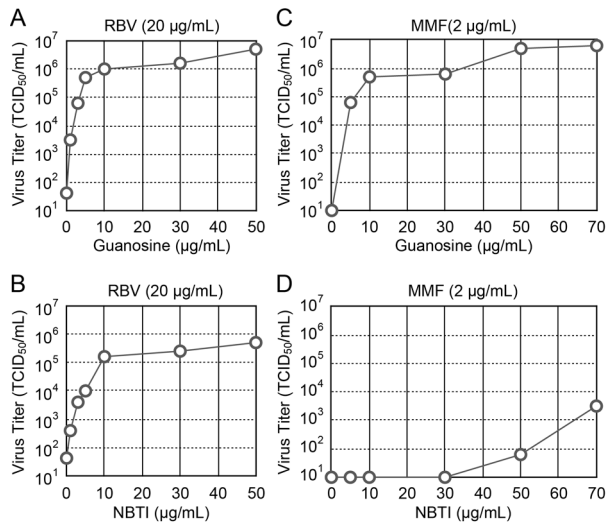 A
RBV (20 µg/mL)
Virus Titer (TCID50/mL)
10^7
10^6
10^5
10^4
10^3
10^2
10^1
0 10 20 30 40 50
Guanosine (µg/mL)
C
MMF(2 µg/mL)
Virus Titer (TCID50/mL)
10^7
10^6
10^5
10^4
10^3
10^2
10^1
0 10 20 30 40 50 60 70
Guanosine (µg/mL)
B
RBV (20 µg/mL)
Virus Titer (TCID50/mL)
10^7
10^6
10^5
10^4
10^3
10^2
10^1
0 10 20 30 40 50
NBTI (µg/mL)
D
MMF (2 µg/mL)
Virus Titer (TCID50/mL)
10^7
10^6
10^5
10^4
10^3
10^2
10^1
0 10 20 30 40 50 60 70
NBTI (µg/mL)